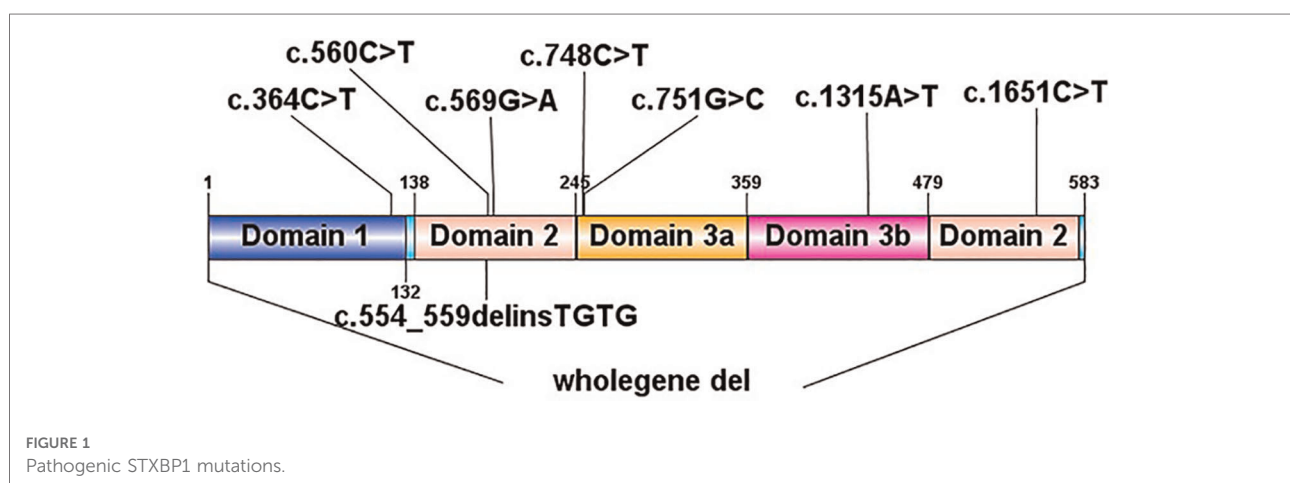 c.560C>T
c.748C>T
c.364C>T
c.569G>A
c.751G>C
c.1315A>T
c.1651C>T
1
138
245
359
479
583
Domain 1
Domain 2
Domain 3a
Domain 3b
Domain 2
132
c.554_559delinsTGTG
wholegene del
FIGURE 1
Pathogenic STXBP1 mutations.